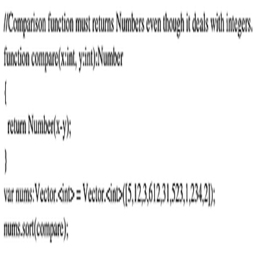 //Comparison function must returns Numbers even though it deals with integers.
function compare(x:int, y:int):Number
{
return Number(x-y);
}
var nums:Vector.<int> = Vector.<int>([5,12,3,612,31,523,1,234,2]);
nums.sort(compare);